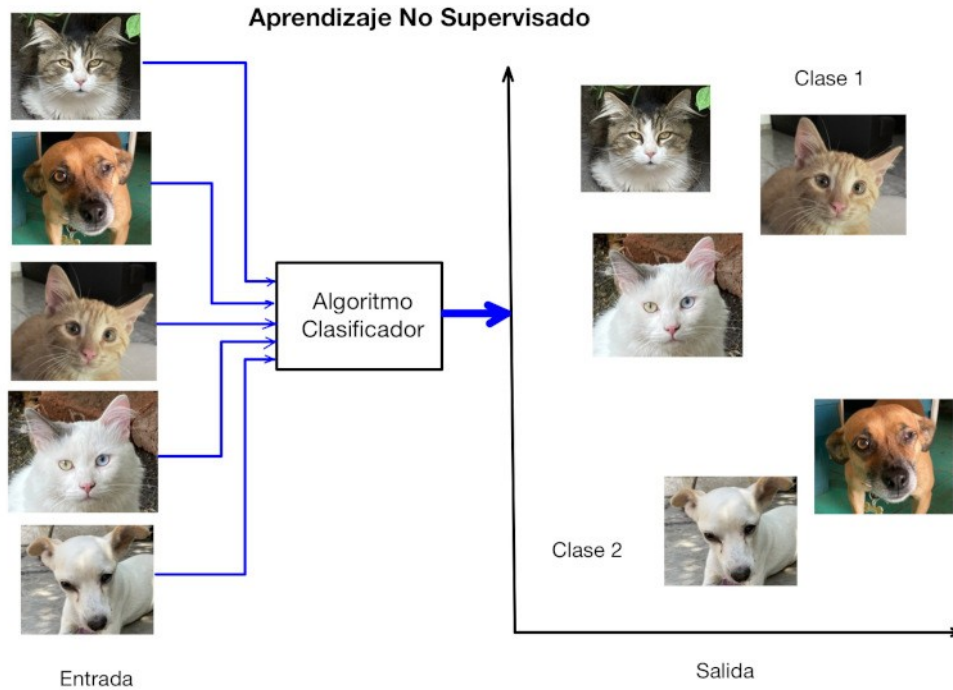 Aprendizaje No Supervisado
Clase 1
Algoritmo
Clasificador
Clase 2
Entrada
Salida